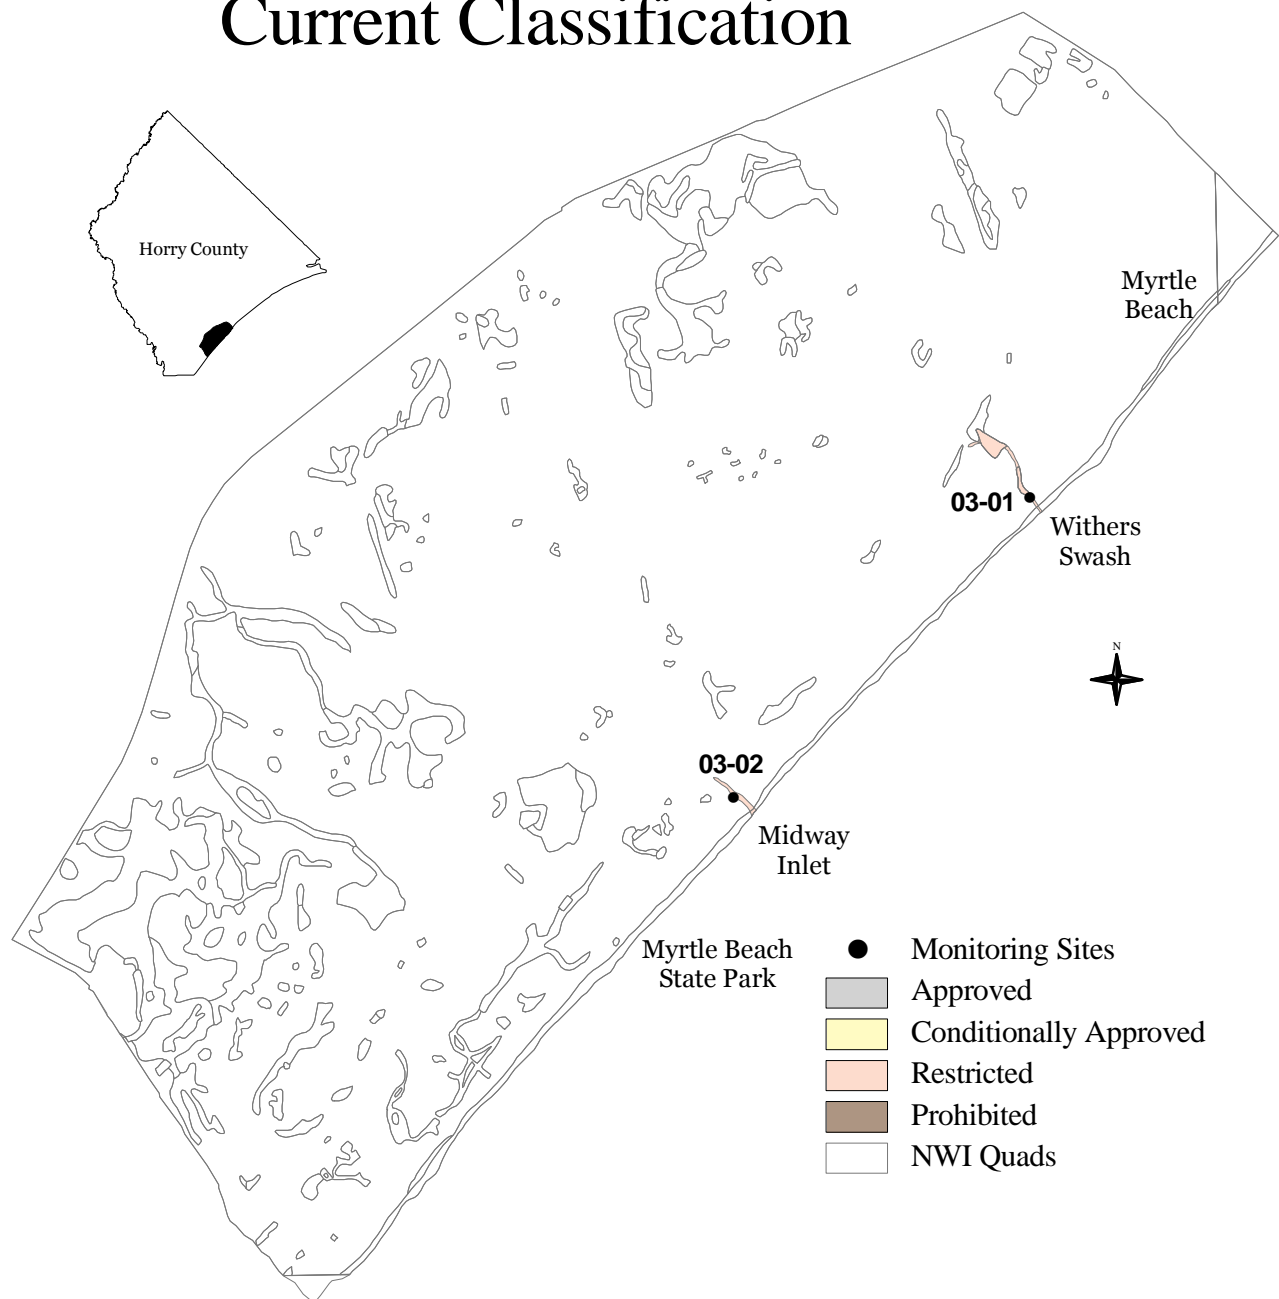 Current Classification
Horry County
Myrtle
Beach
03-01
Withers
Swash
N
03-02
Midway
Inlet
Myrtle Beach
State Park
Monitoring Sites
Approved
Conditionally Approved
Restricted
Prohibited
NWI Quads